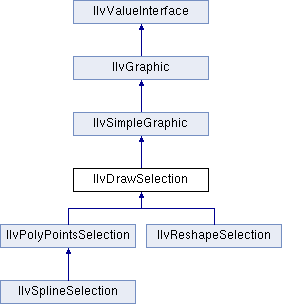 IlvValueInterface
IlvGraphic
IlvSimpleGraphic
IlvDrawSelection
IlvPolyPointsSelection
IlvReshapeSelection
IlvSplineSelection